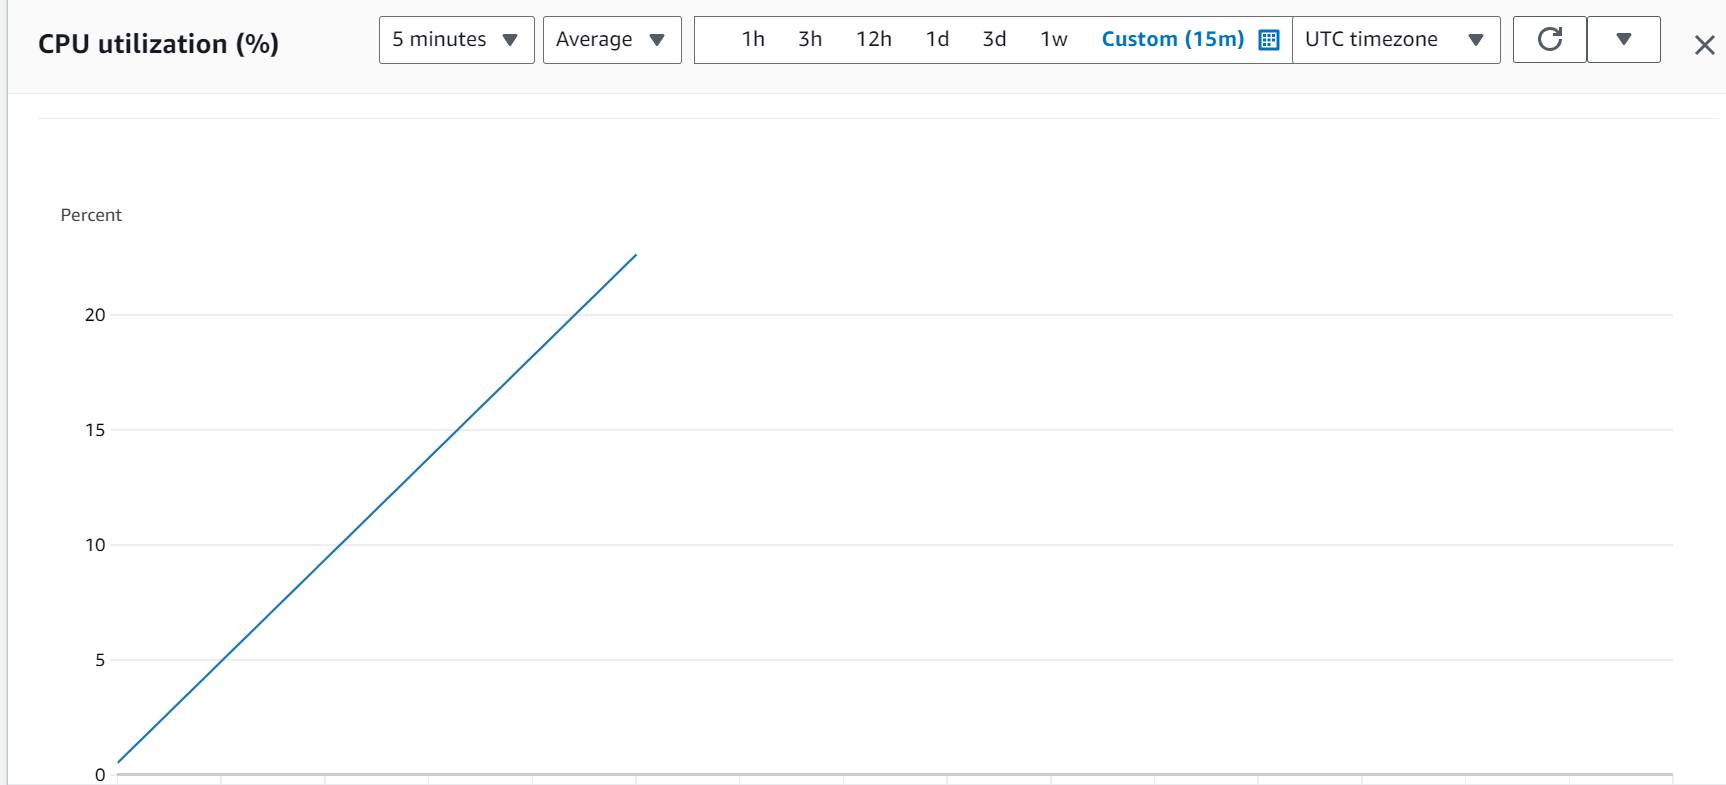 CPU utilization (%)
5 minutes
Average
1h 3h 12h 1d 3d 1w Custom (15m)
UTC timezone
Percent
20
15
10
5
0